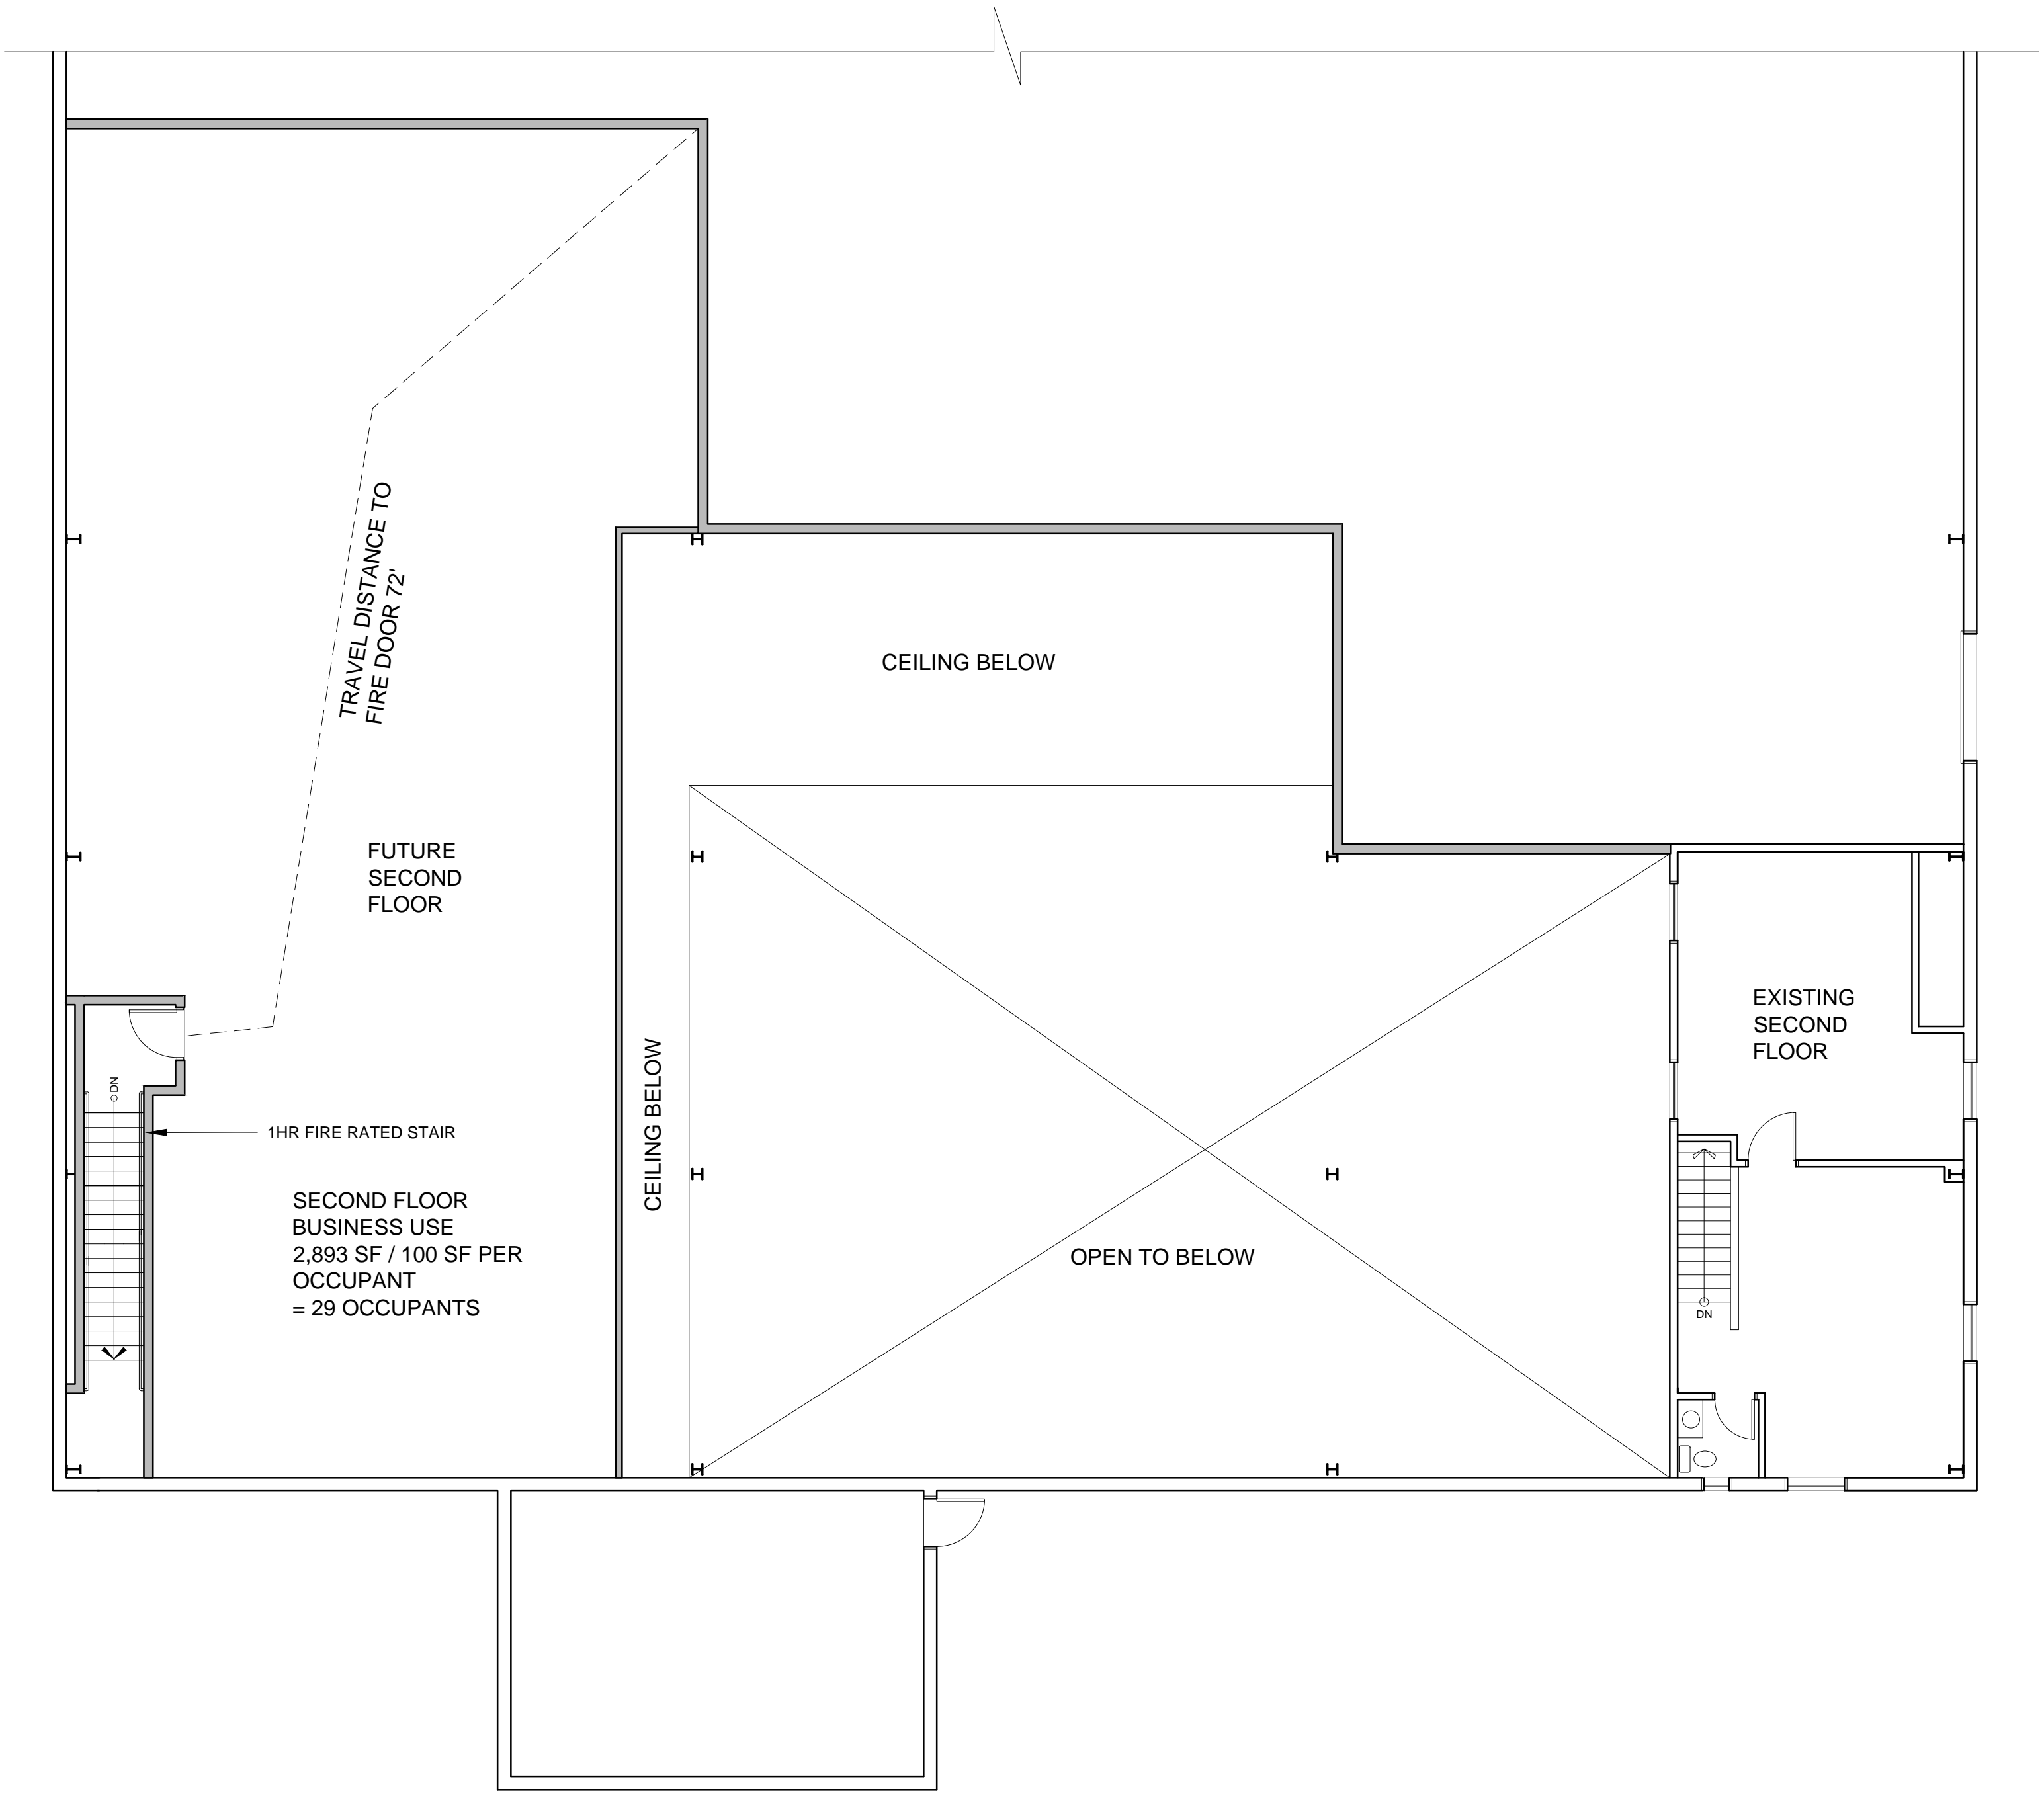 TRAVEL DISTANCE TO
FIRE DOOR 72'
CEILING BELOW
FUTURE
SECOND
FLOOR
EXISTING
SECOND
FLOOR
CEILING BELOW
DN
1HR FIRE RATED STAIR
SECOND FLOOR
BUSINESS USE
2,893 SF / 100 SF PER
OCCUPANT
= 29 OCCUPANTS
OPEN TO BELOW
DN